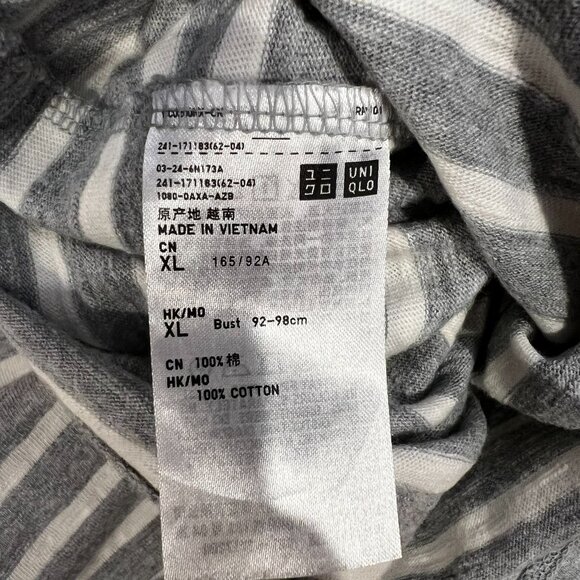 241-171183(62-04)
03-24-6N173A
241-171183(62-04)
1080-0AXA-AZB
ユニ
クロ
UNI
QLO
原产地 越南
MADE IN VIETNAM
CN
XL 165/92A
HK/MO
XL Bust 92-98cm
CN 100%棉
HK/MO
100% COTTON